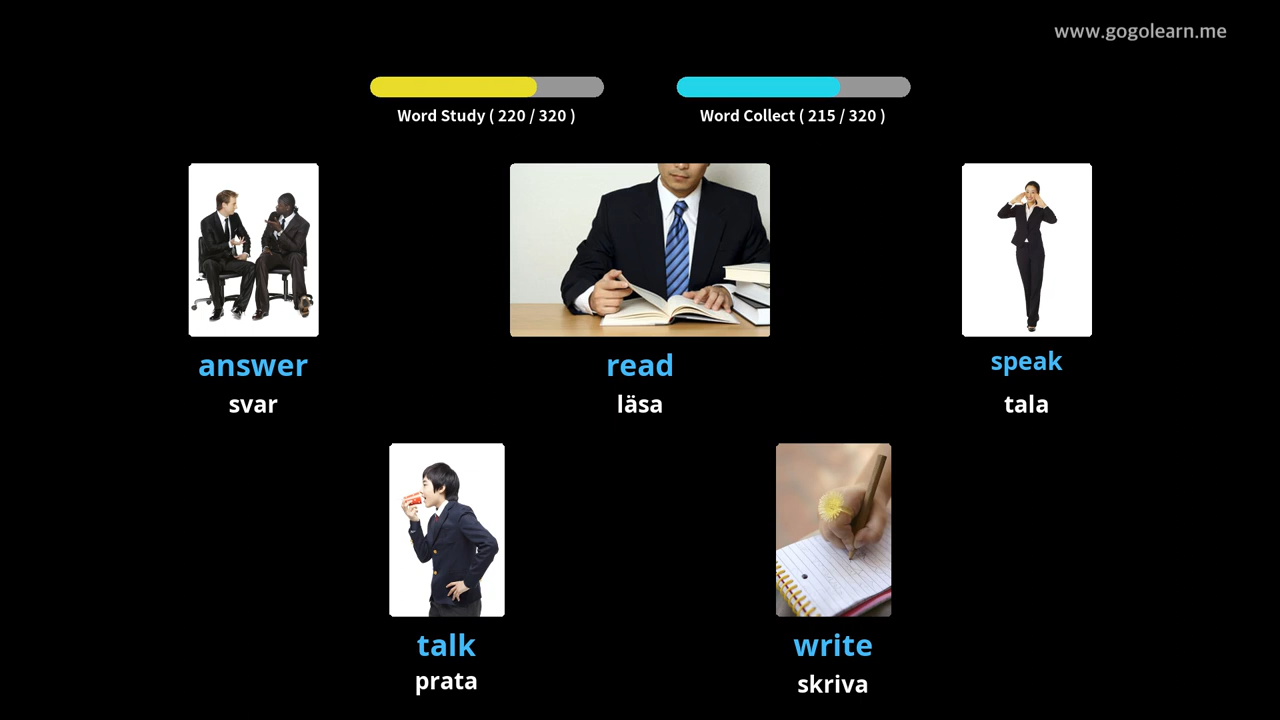 www.gogolearn.me
Word Study ( 220 / 320 )
Word Collect ( 215 / 320 )
answer
svar
read
läsa
speak
tala
talk
prata
write
skriva